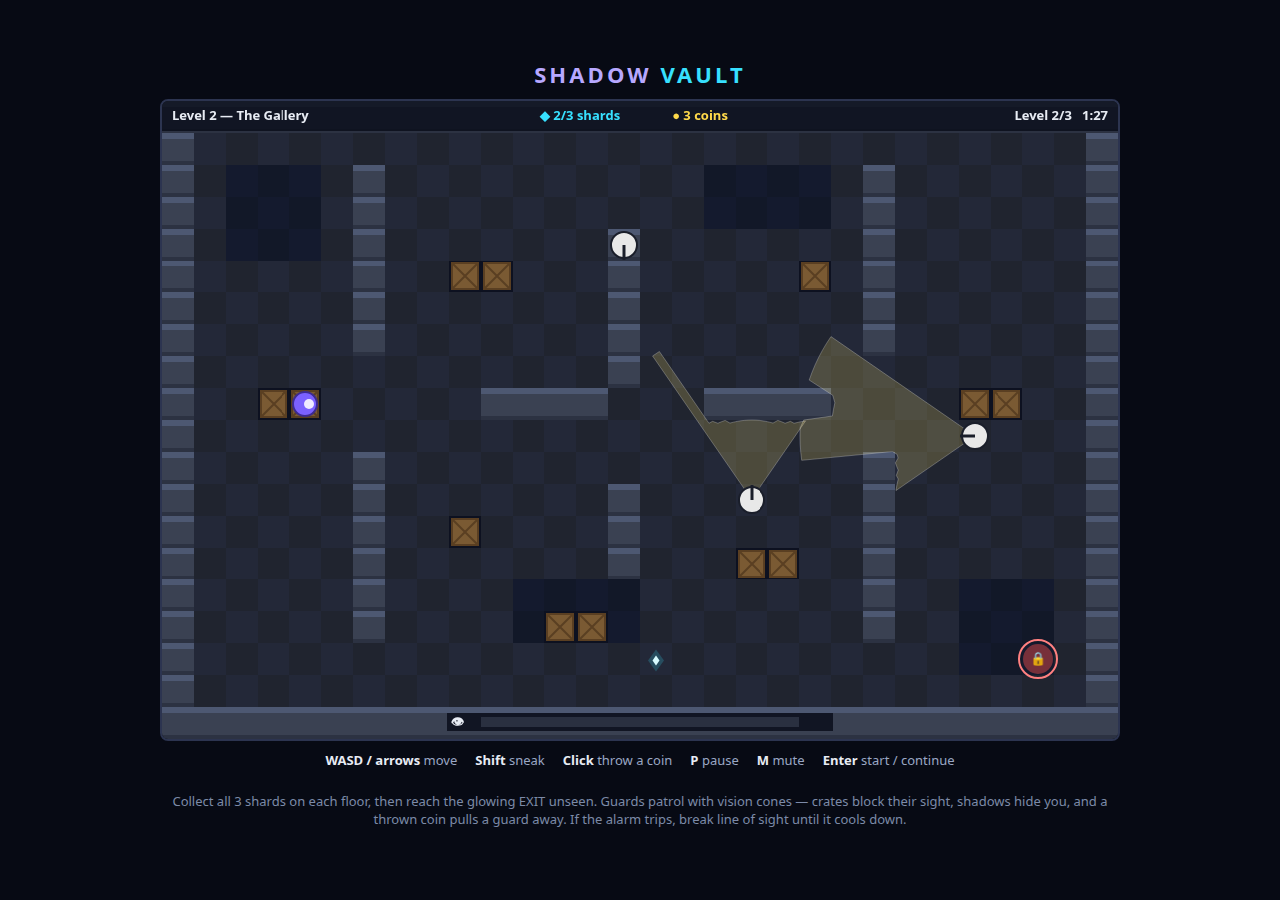 SHADOW VAULT
Level 2 — The Gallery ◆ 2/3 shards ● 3 coins Level 2/3 1:27
WASD / arrows move Shift sneak Click throw a coin P pause M mute Enter start / continue
Collect all 3 shards on each floor, then reach the glowing EXIT unseen. Guards patrol with vision cones — crates block their sight, shadows hide you, and a
thrown coin pulls a guard away. If the alarm trips, break line of sight until it cools down.